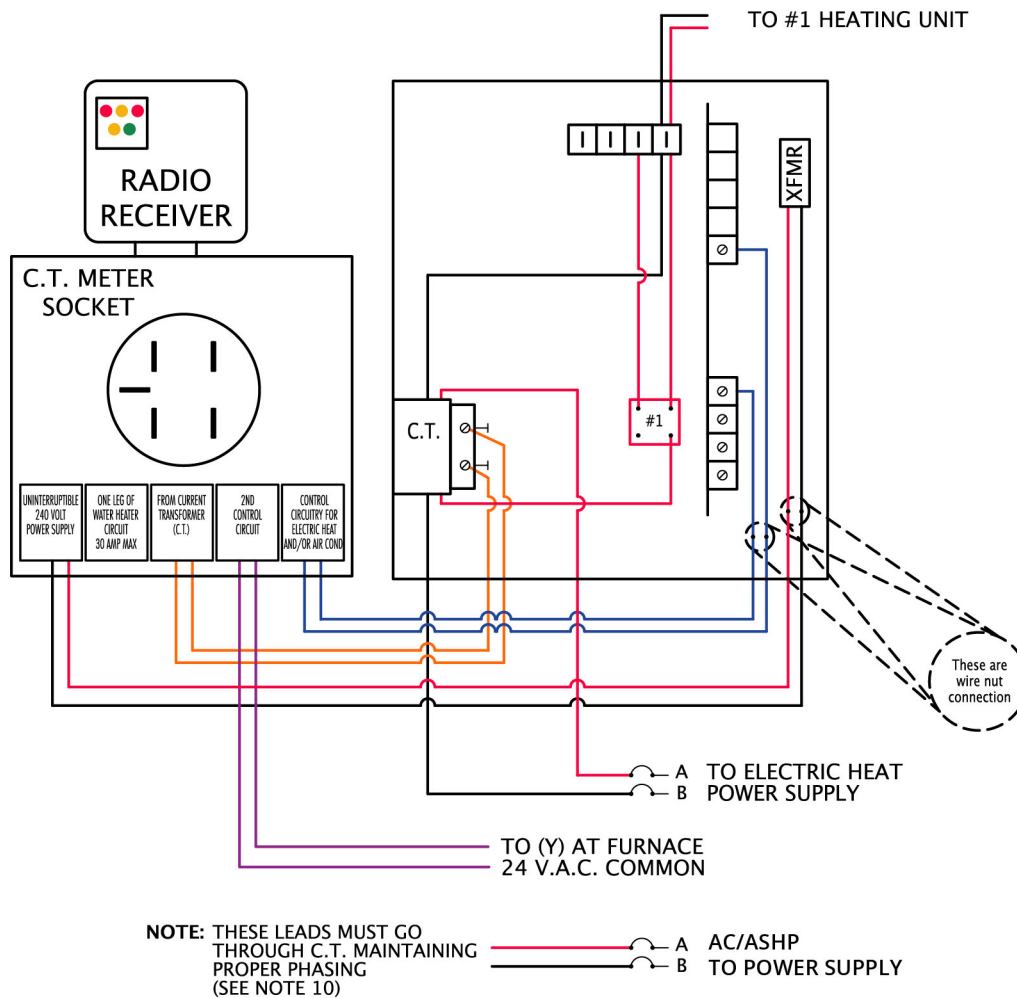 TO #1 HEATING UNIT
RADIO
RECEIVER
XFMR
C.T. METER
SOCKET
C.T.
#1
UNINTERRUPTIBLE
240 VOLT
POWER SUPPLY
ONE LEG OF
WATER HEATER
CIRCUIT
30 AMP MAX
FROM CURRENT
TRANSFORMER
(C.T.)
2ND
CONTROL
CIRCUIT
CONTROL
CIRCUITRY FOR
ELECTRIC HEAT
AND/OR AIR COND
These are
wire nut
connection
A TO ELECTRIC HEAT
B POWER SUPPLY
TO (Y) AT FURNACE
24 V.A.C. COMMON
NOTE: THESE LEADS MUST GO
THROUGH C.T. MAINTAINING
PROPER PHASING
(SEE NOTE 10)
A AC/ASHP
B TO POWER SUPPLY